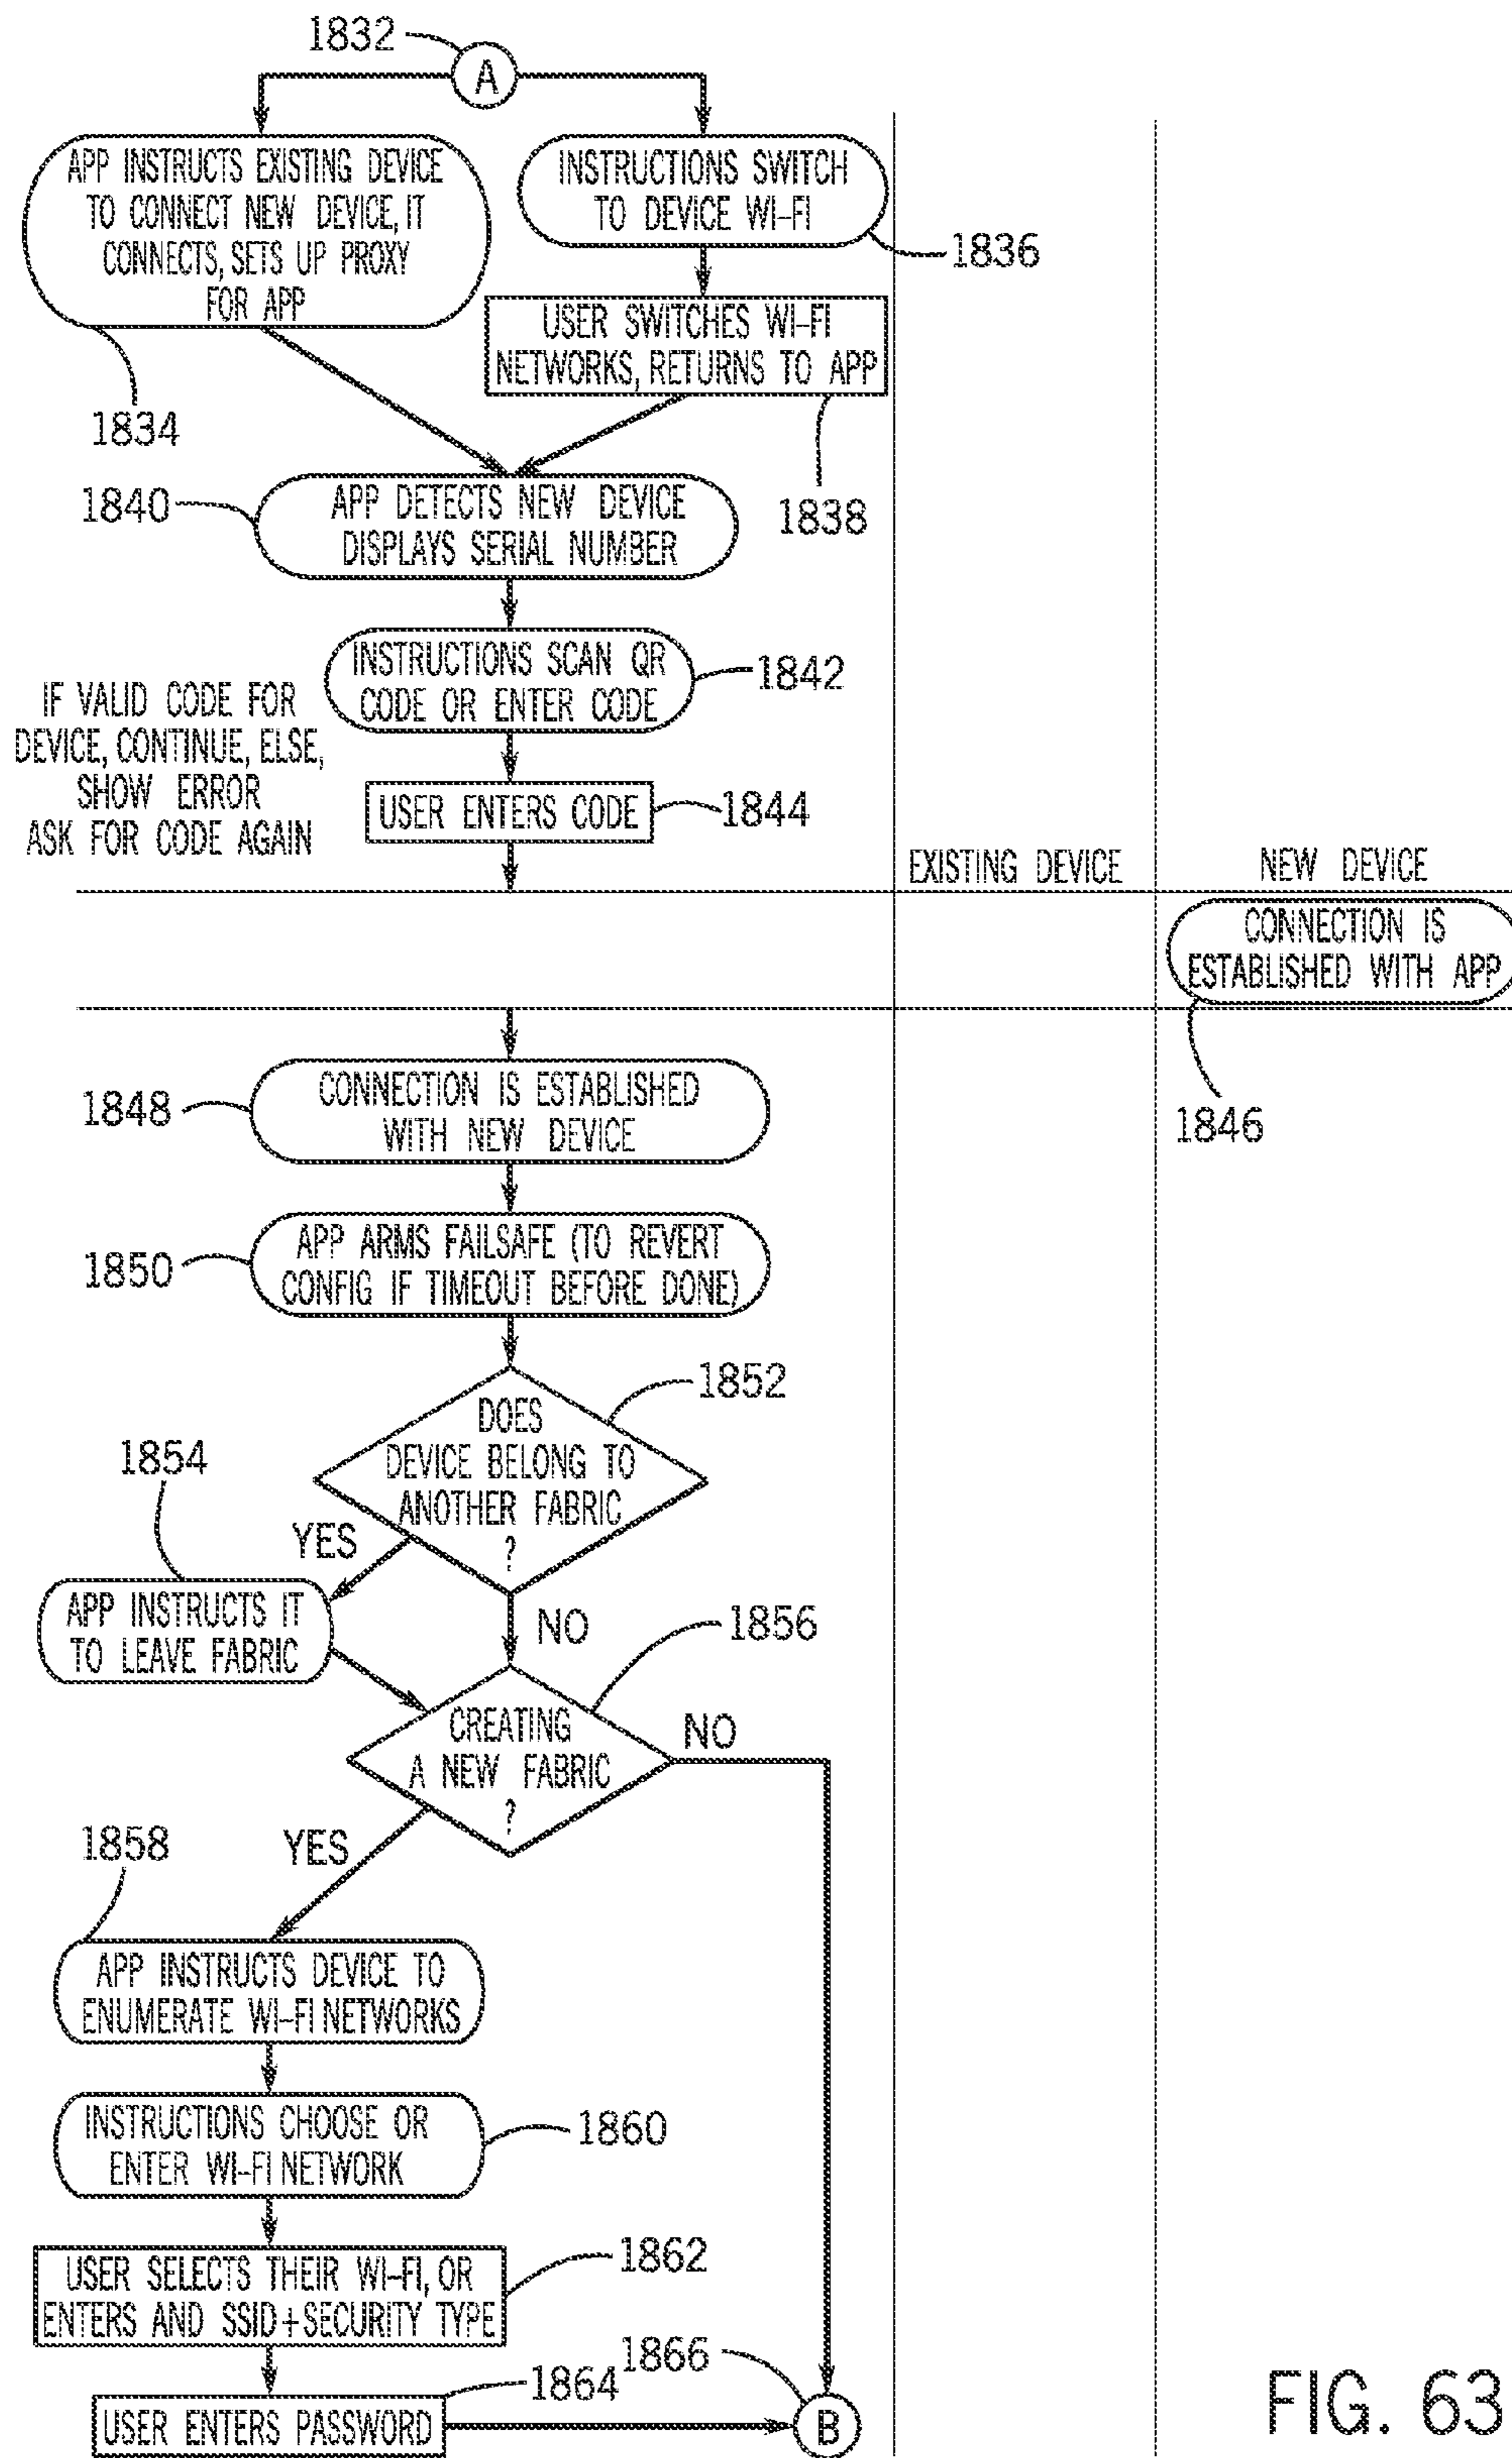 1832
A
APP INSTRUCTS EXISTING DEVICE
TO CONNECT NEW DEVICE, IT
CONNECTS, SETS UP PROXY
FOR APP
1834
INSTRUCTIONS SWITCH
TO DEVICE WI-FI
1836
USER SWITCHES WI-FI
NETWORKS, RETURNS TO APP
1838
1840
APP DETECTS NEW DEVICE
DISPLAYS SERIAL NUMBER
INSTRUCTIONS SCAN QR
CODE OR ENTER CODE
1842
IF VALID CODE FOR
DEVICE, CONTINUE, ELSE,
SHOW ERROR
ASK FOR CODE AGAIN
USER ENTERS CODE
1844
EXISTING DEVICE
NEW DEVICE
CONNECTION IS
ESTABLISHED WITH APP
1846
1848
CONNECTION IS ESTABLISHED
WITH NEW DEVICE
1850
APP ARMS FAILSAFE (TO REVERT
CONFIG IF TIMEOUT BEFORE DONE)
1852
DOES
DEVICE BELONG TO
ANOTHER FABRIC
?
1854
YES
APP INSTRUCTS IT
TO LEAVE FABRIC
NO
1856
CREATING
A NEW FABRIC
?
NO
1858
YES
APP INSTRUCTS DEVICE TO
ENUMERATE WI-FI NETWORKS
INSTRUCTIONS CHOOSE OR
ENTER WI-FI NETWORK
1860
USER SELECTS THEIR WI-FI, OR
ENTERS AND SSID+SECURITY TYPE
1862
USER ENTERS PASSWORD
1864
1866
B
FIG. 63